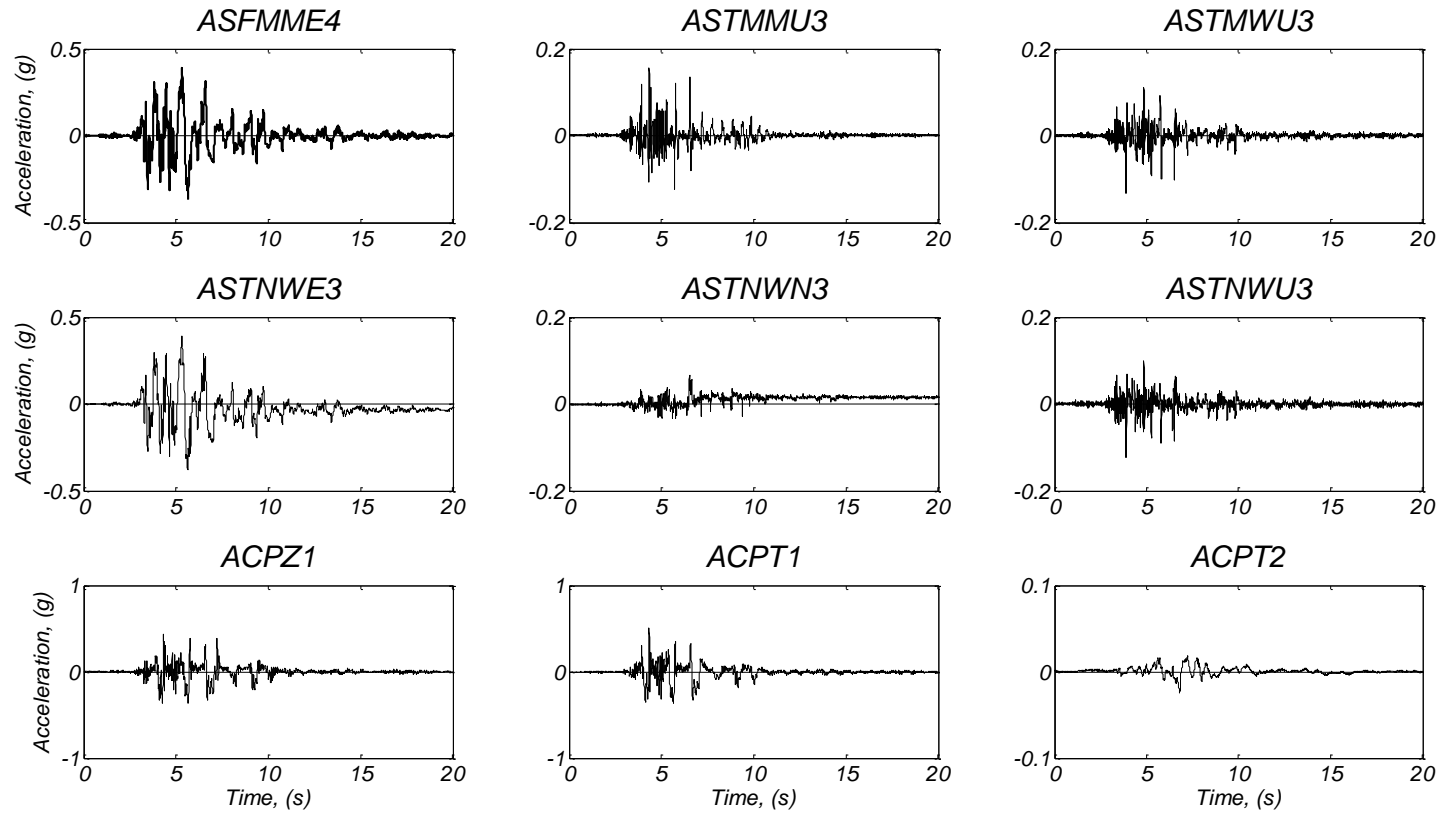 ASFMME4 ASTMMU3 ASTMWU3
0.5 0.2 0.2
Acceleration, (g) 0 0 0
-0.5 -0.2 -0.2
0 5 10 15 20 0 5 10 15 20 0 5 10 15 20
ASTNWE3 ASTNWN3 ASTNWU3
0.5 0.2 0.2
Acceleration, (g) 0 0 0
-0.5 -0.2 -0.2
0 5 10 15 20 0 5 10 15 20 0 5 10 15 20
ACPZ1 ACPT1 ACPT2
1 1 0.1
Acceleration, (g) 0 0 0
-1 -1 -0.1
0 5 10 15 20 0 5 10 15 20 0 5 10 15 20
Time, (s) Time, (s) Time, (s)